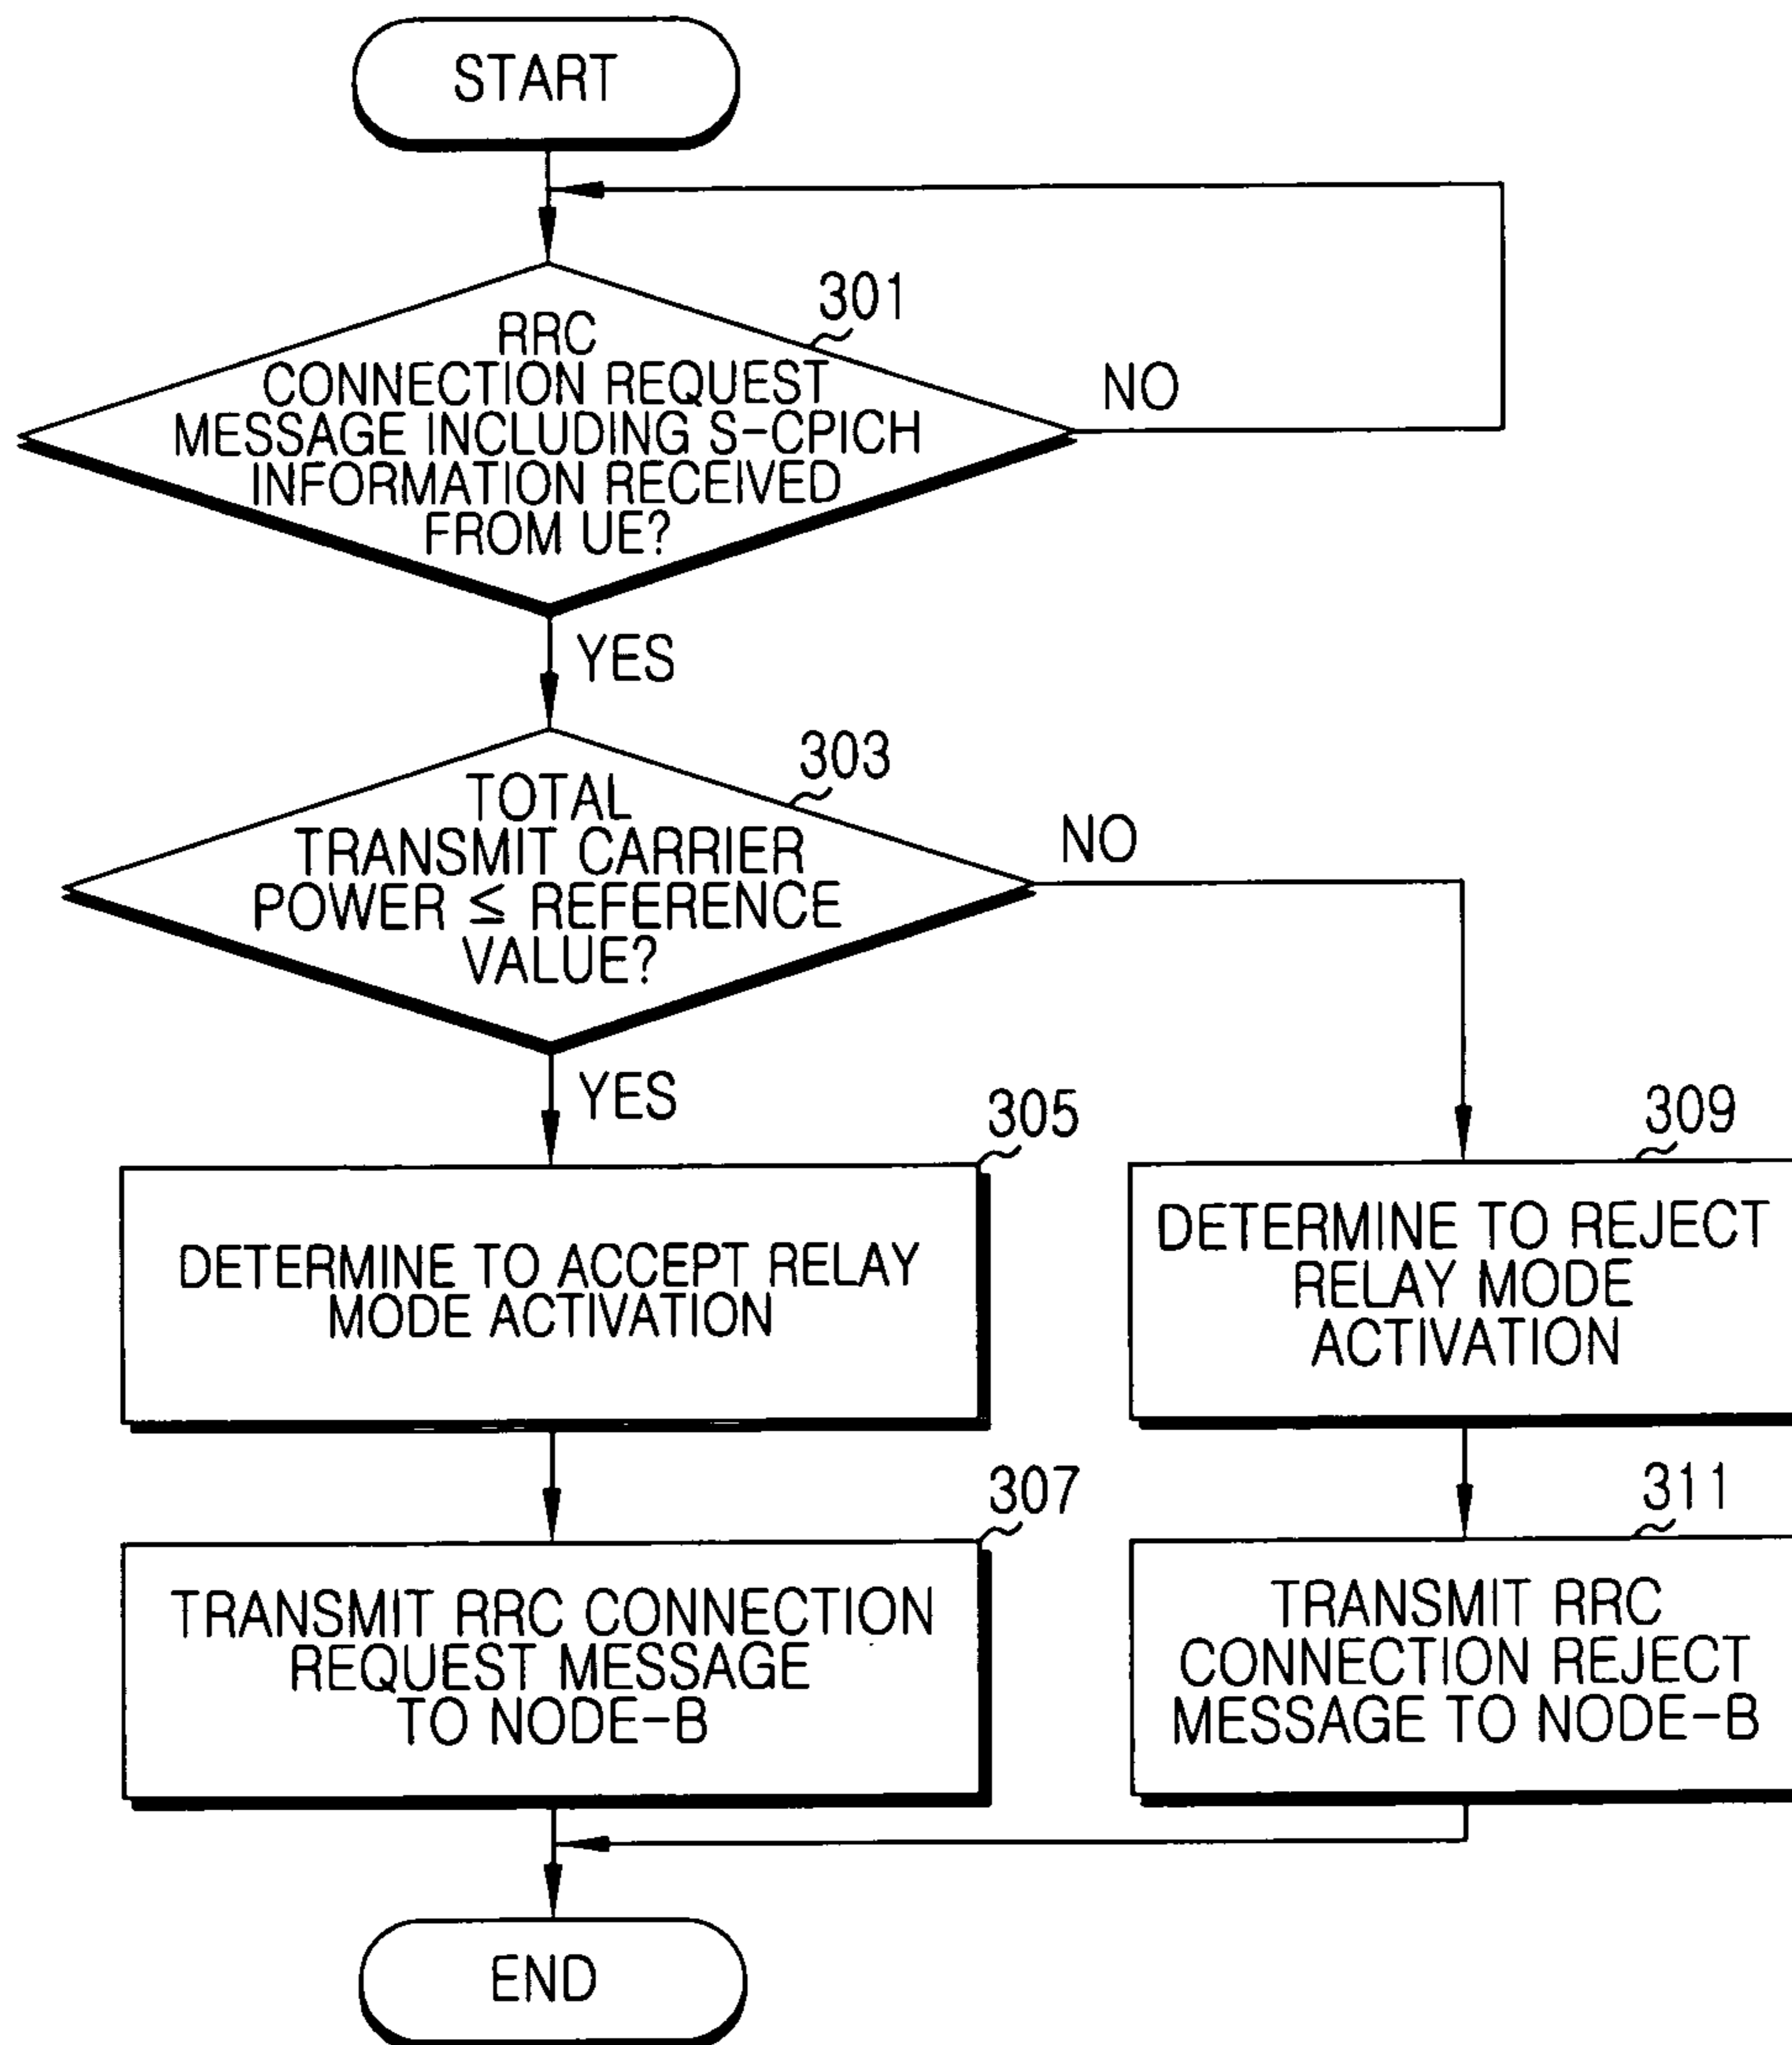 START
301
RRC
CONNECTION REQUEST
MESSAGE INCLUDING S-CPICH
INFORMATION RECEIVED
FROM UE?
NO
YES
303
TOTAL
TRANSMIT CARRIER
POWER ≤ REFERENCE
VALUE?
NO
YES
305
DETERMINE TO ACCEPT RELAY
MODE ACTIVATION
309
DETERMINE TO REJECT
RELAY MODE
ACTIVATION
307
TRANSMIT RRC CONNECTION
REQUEST MESSAGE
TO NODE-B
311
TRANSMIT RRC
CONNECTION REJECT
MESSAGE TO NODE-B
END